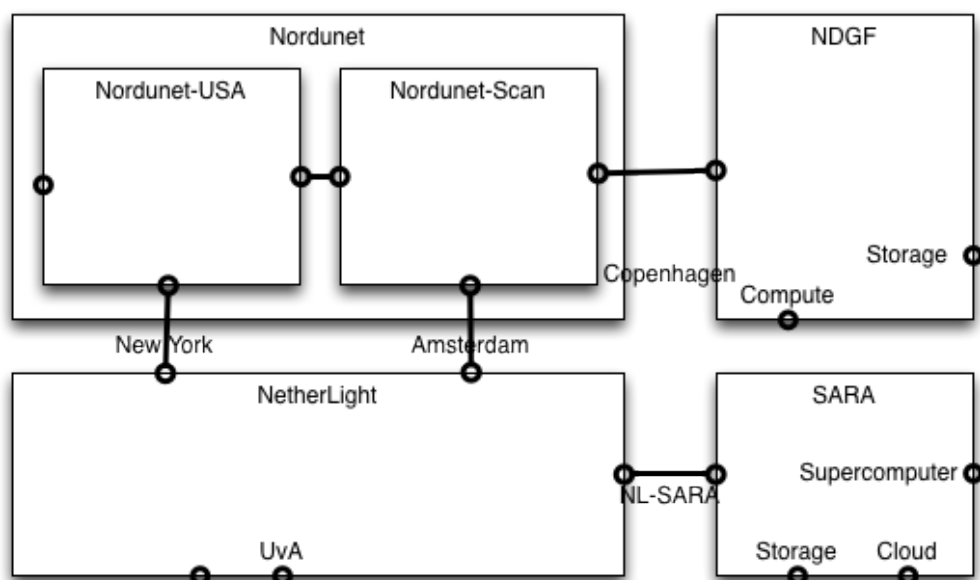 Nordunet
NDGF
Nordunet-USA
Nordunet-Scan
Storage
Copenhagen
Compute
New York
Amsterdam
NetherLight
SARA
Supercomputer
NL-SARA
UvA
Storage
Cloud